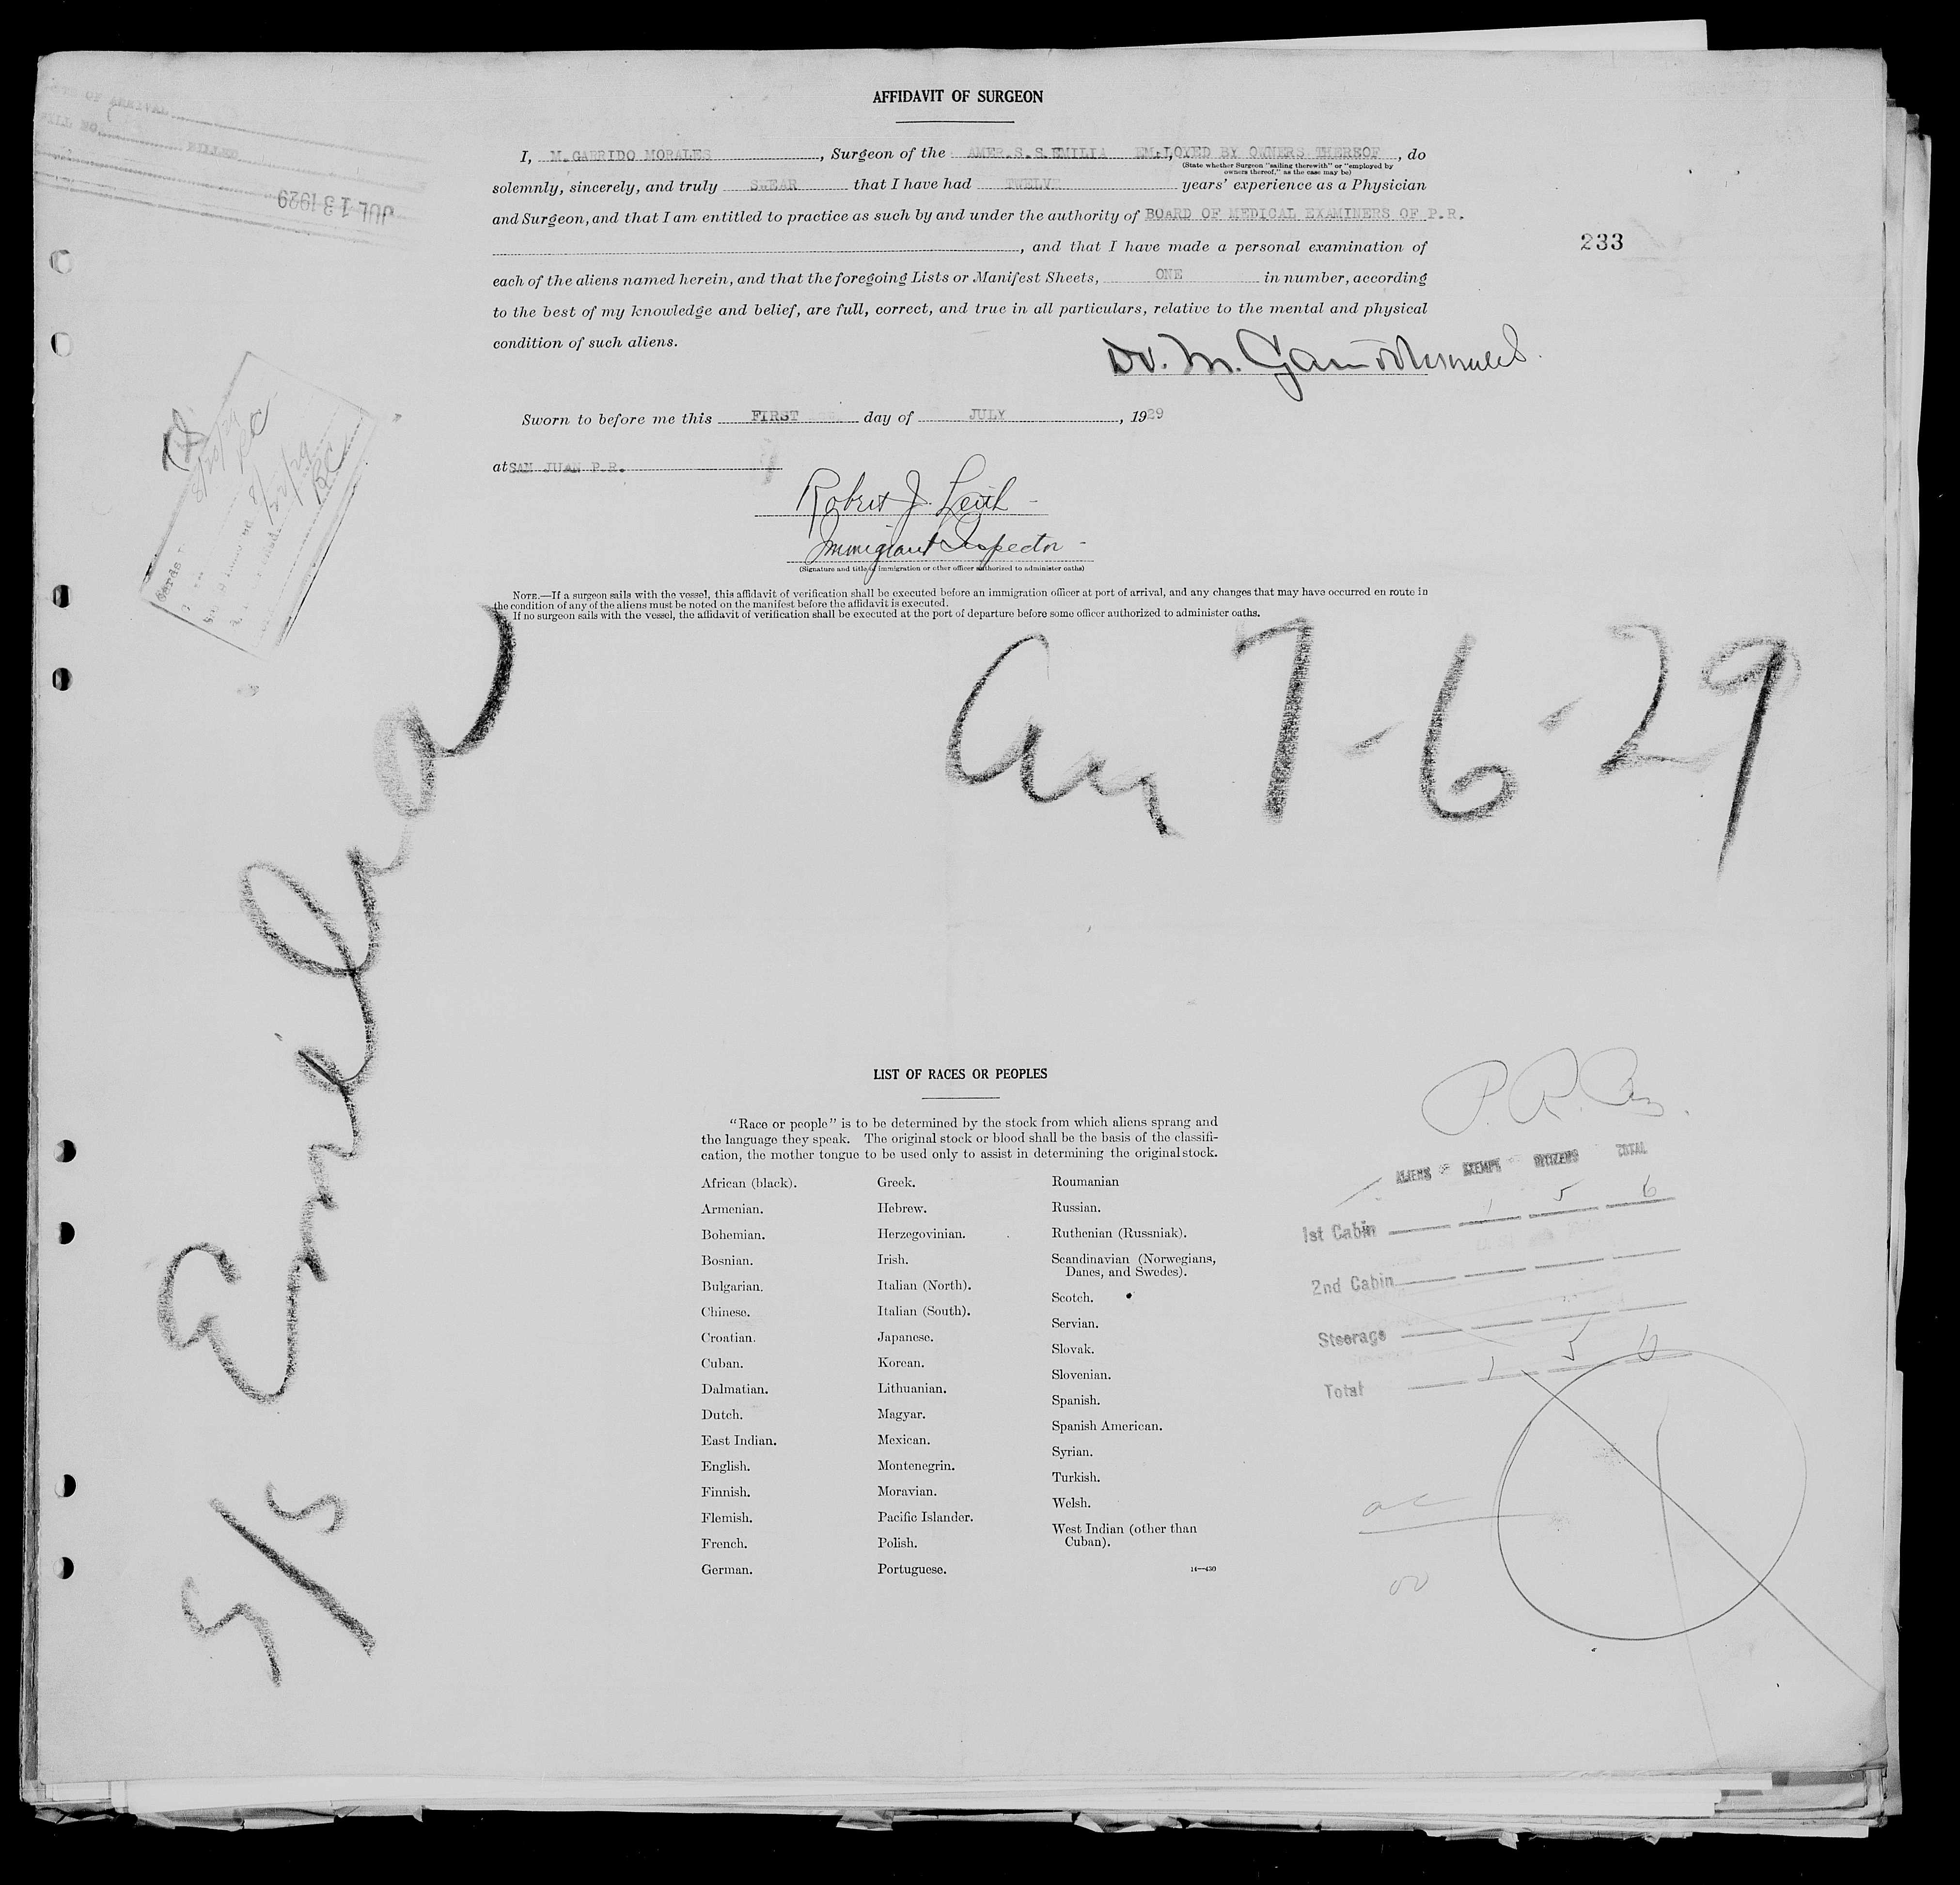 AFFIDAVIT OF SURGEON
I, M. GARRIDO MORALES, Surgeon of the AMER. S.S. EMILIA EMPLOYED BY OWNERS THEREOF, do
(State whether Surgeon "sailing therewith" or "employed by
owners thereof," as the case may be)
solemnly, sincerely, and truly SWEAR that I have had TWELVE years' experience as a Physician
and Surgeon, and that I am entitled to practice as such by and under the authority of BOARD OF MEDICAL EXAMINERS OF P.R.
, and that I have made a personal examination of
233
each of the aliens named herein, and that the foregoing Lists or Manifest Sheets, ONE in number, according
to the best of my knowledge and belief, are full, correct, and true in all particulars, relative to the mental and physical
condition of such aliens.
Dr. M. Garrido Morales
Sworn to before me this FIRST day of JULY, 1929
at SAN JUAN P.R.
Robert J. Leith
Immigrant Inspector
(Signature and title of immigration or other officer authorized to administer oaths)
NOTE.—If a surgeon sails with the vessel, this affidavit of verification shall be executed before an immigration officer at port of arrival, and any changes that may have occurred en route in
the condition of any of the aliens must be noted on the manifest before the affidavit is executed.
If no surgeon sails with the vessel, the affidavit of verification shall be executed at the port of departure before some officer authorized to administer oaths.
OF ARRIVAL
BILL NO.
FILLED
JUL 13 1929
7-6-29
S/S Emilia
LIST OF RACES OR PEOPLES
"Race or people" is to be determined by the stock from which aliens sprang and
the language they speak. The original stock or blood shall be the basis of the classifi-
cation, the mother tongue to be used only to assist in determining the original stock.
African (black).
Armenian.
Bohemian.
Bosnian.
Bulgarian.
Chinese.
Croatian.
Cuban.
Dalmatian.
Dutch.
East Indian.
English.
Finnish.
Flemish.
French.
German.
Greek.
Hebrew.
Herzegovinian.
Irish.
Italian (North).
Italian (South).
Japanese.
Korean.
Lithuanian.
Magyar.
Mexican.
Montenegrin.
Moravian.
Pacific Islander.
Polish.
Portuguese.
Roumanian
Russian.
Ruthenian (Russniak).
Scandinavian (Norwegians,
Danes, and Swedes).
Scotch.
Servian.
Slovak.
Slovenian.
Spanish.
Spanish American.
Syrian.
Turkish.
Welsh.
West Indian (other than
Cuban).
14—430
ALIENS EXEMPT CITIZENS TOTAL
1st Cabin 1 5 6
2nd Cabin
Steerage
Total 1 5 6